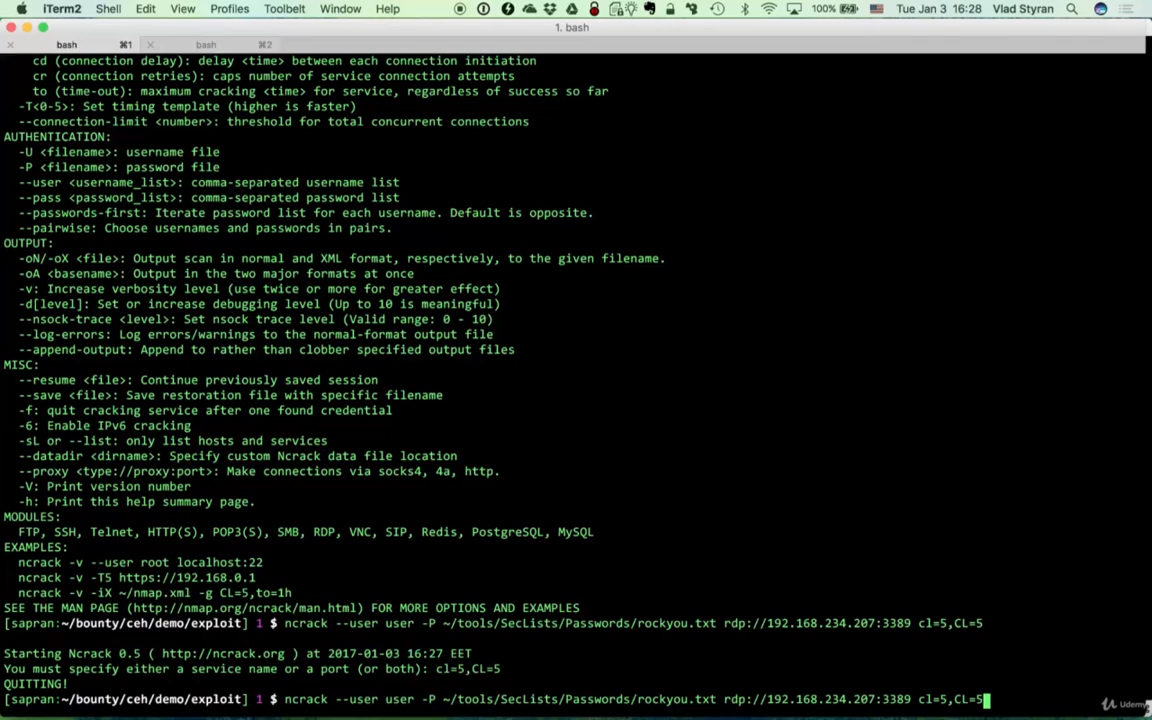 iTerm2 Shell Edit View Profiles Toolbelt Window Help 100% Tue Jan 3 16:28 Vlad Styran
1. bash
bash ⌘1 bash ⌘2
cd (connection delay): delay <time> between each connection initiation
cr (connection retries): caps number of service connection attempts
to (time-out): maximum cracking <time> for service, regardless of success so far
-T<0-5>: Set timing template (higher is faster)
--connection-limit <number>: threshold for total concurrent connections
AUTHENTICATION:
-U <filename>: username file
-P <filename>: password file
--user <username_list>: comma-separated username list
--pass <password_list>: comma-separated password list
--passwords-first: Iterate password list for each username. Default is opposite.
--pairwise: Choose usernames and passwords in pairs.
OUTPUT:
-oN/-oX <file>: Output scan in normal and XML format, respectively, to the given filename.
-oA <basename>: Output in the two major formats at once
-v: Increase verbosity level (use twice or more for greater effect)
-d[level]: Set or increase debugging level (Up to 10 is meaningful)
--nsock-trace <level>: Set nsock trace level (Valid range: 0 - 10)
--log-errors: Log errors/warnings to the normal-format output file
--append-output: Append to rather than clobber specified output files
MISC:
--resume <file>: Continue previously saved session
--save <file>: Save restoration file with specific filename
-f: quit cracking service after one found credential
-6: Enable IPv6 cracking
-sL or --list: only list hosts and services
--datadir <dirname>: Specify custom Ncrack data file location
--proxy <type://proxy:port>: Make connections via socks4, 4a, http.
-V: Print version number
-h: Print this help summary page.
MODULES:
FTP, SSH, Telnet, HTTP(S), POP3(S), SMB, RDP, VNC, SIP, Redis, PostgreSQL, MySQL
EXAMPLES:
ncrack -v --user root localhost:22
ncrack -v -T5 https://192.168.0.1
ncrack -v -iX ~/nmap.xml -g CL=5,to=1h
SEE THE MAN PAGE (http://nmap.org/ncrack/man.html) FOR MORE OPTIONS AND EXAMPLES
[sapran:~/bounty/ceh/demo/exploit] 1 $ ncrack --user user -P ~/tools/SecLists/Passwords/rockyou.txt rdp://192.168.234.207:3389 cl=5,CL=5
Starting Ncrack 0.5 ( http://ncrack.org ) at 2017-01-03 16:27 EET
You must specify either a service name or a port (or both): cl=5,CL=5
QUITTING!
[sapran:~/bounty/ceh/demo/exploit] 1 $ ncrack --user user -P ~/tools/SecLists/Passwords/rockyou.txt rdp://192.168.234.207:3389 cl=5,CL=5
Udemy